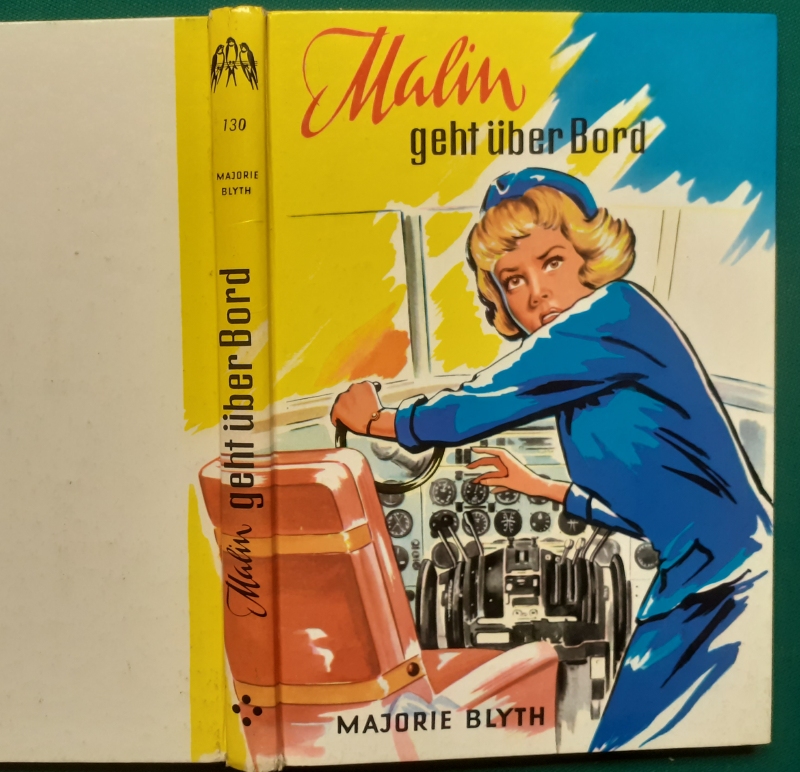 130
MAJORIE
BLYTH
Malin geht über Bord
Malin
geht über Bord
MAJORIE BLYTH